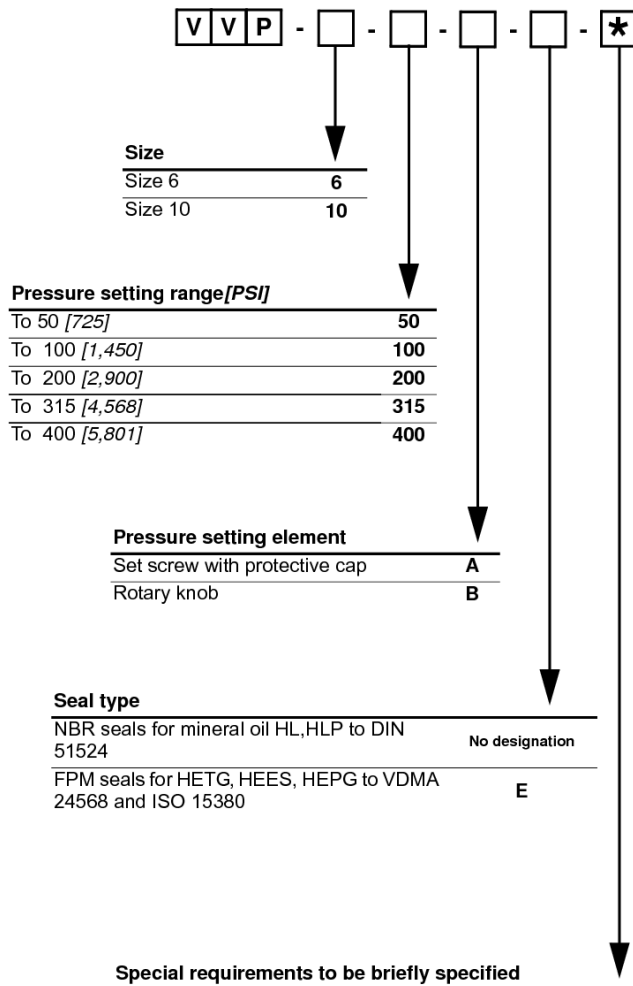 V V P - - - - - *
Size
Size 6 6
Size 10 10
Pressure setting range[PSI]
To 50 [725] 50
To 100 [1,450] 100
To 200 [2,900] 200
To 315 [4,568] 315
To 400 [5,801] 400
Pressure setting element
Set screw with protective cap A
Rotary knob B
Seal type
NBR seals for mineral oil HL,HLP to DIN
51524
No designation
FPM seals for HETG, HEES, HEPG to VDMA
24568 and ISO 15380
E
Special requirements to be briefly specified